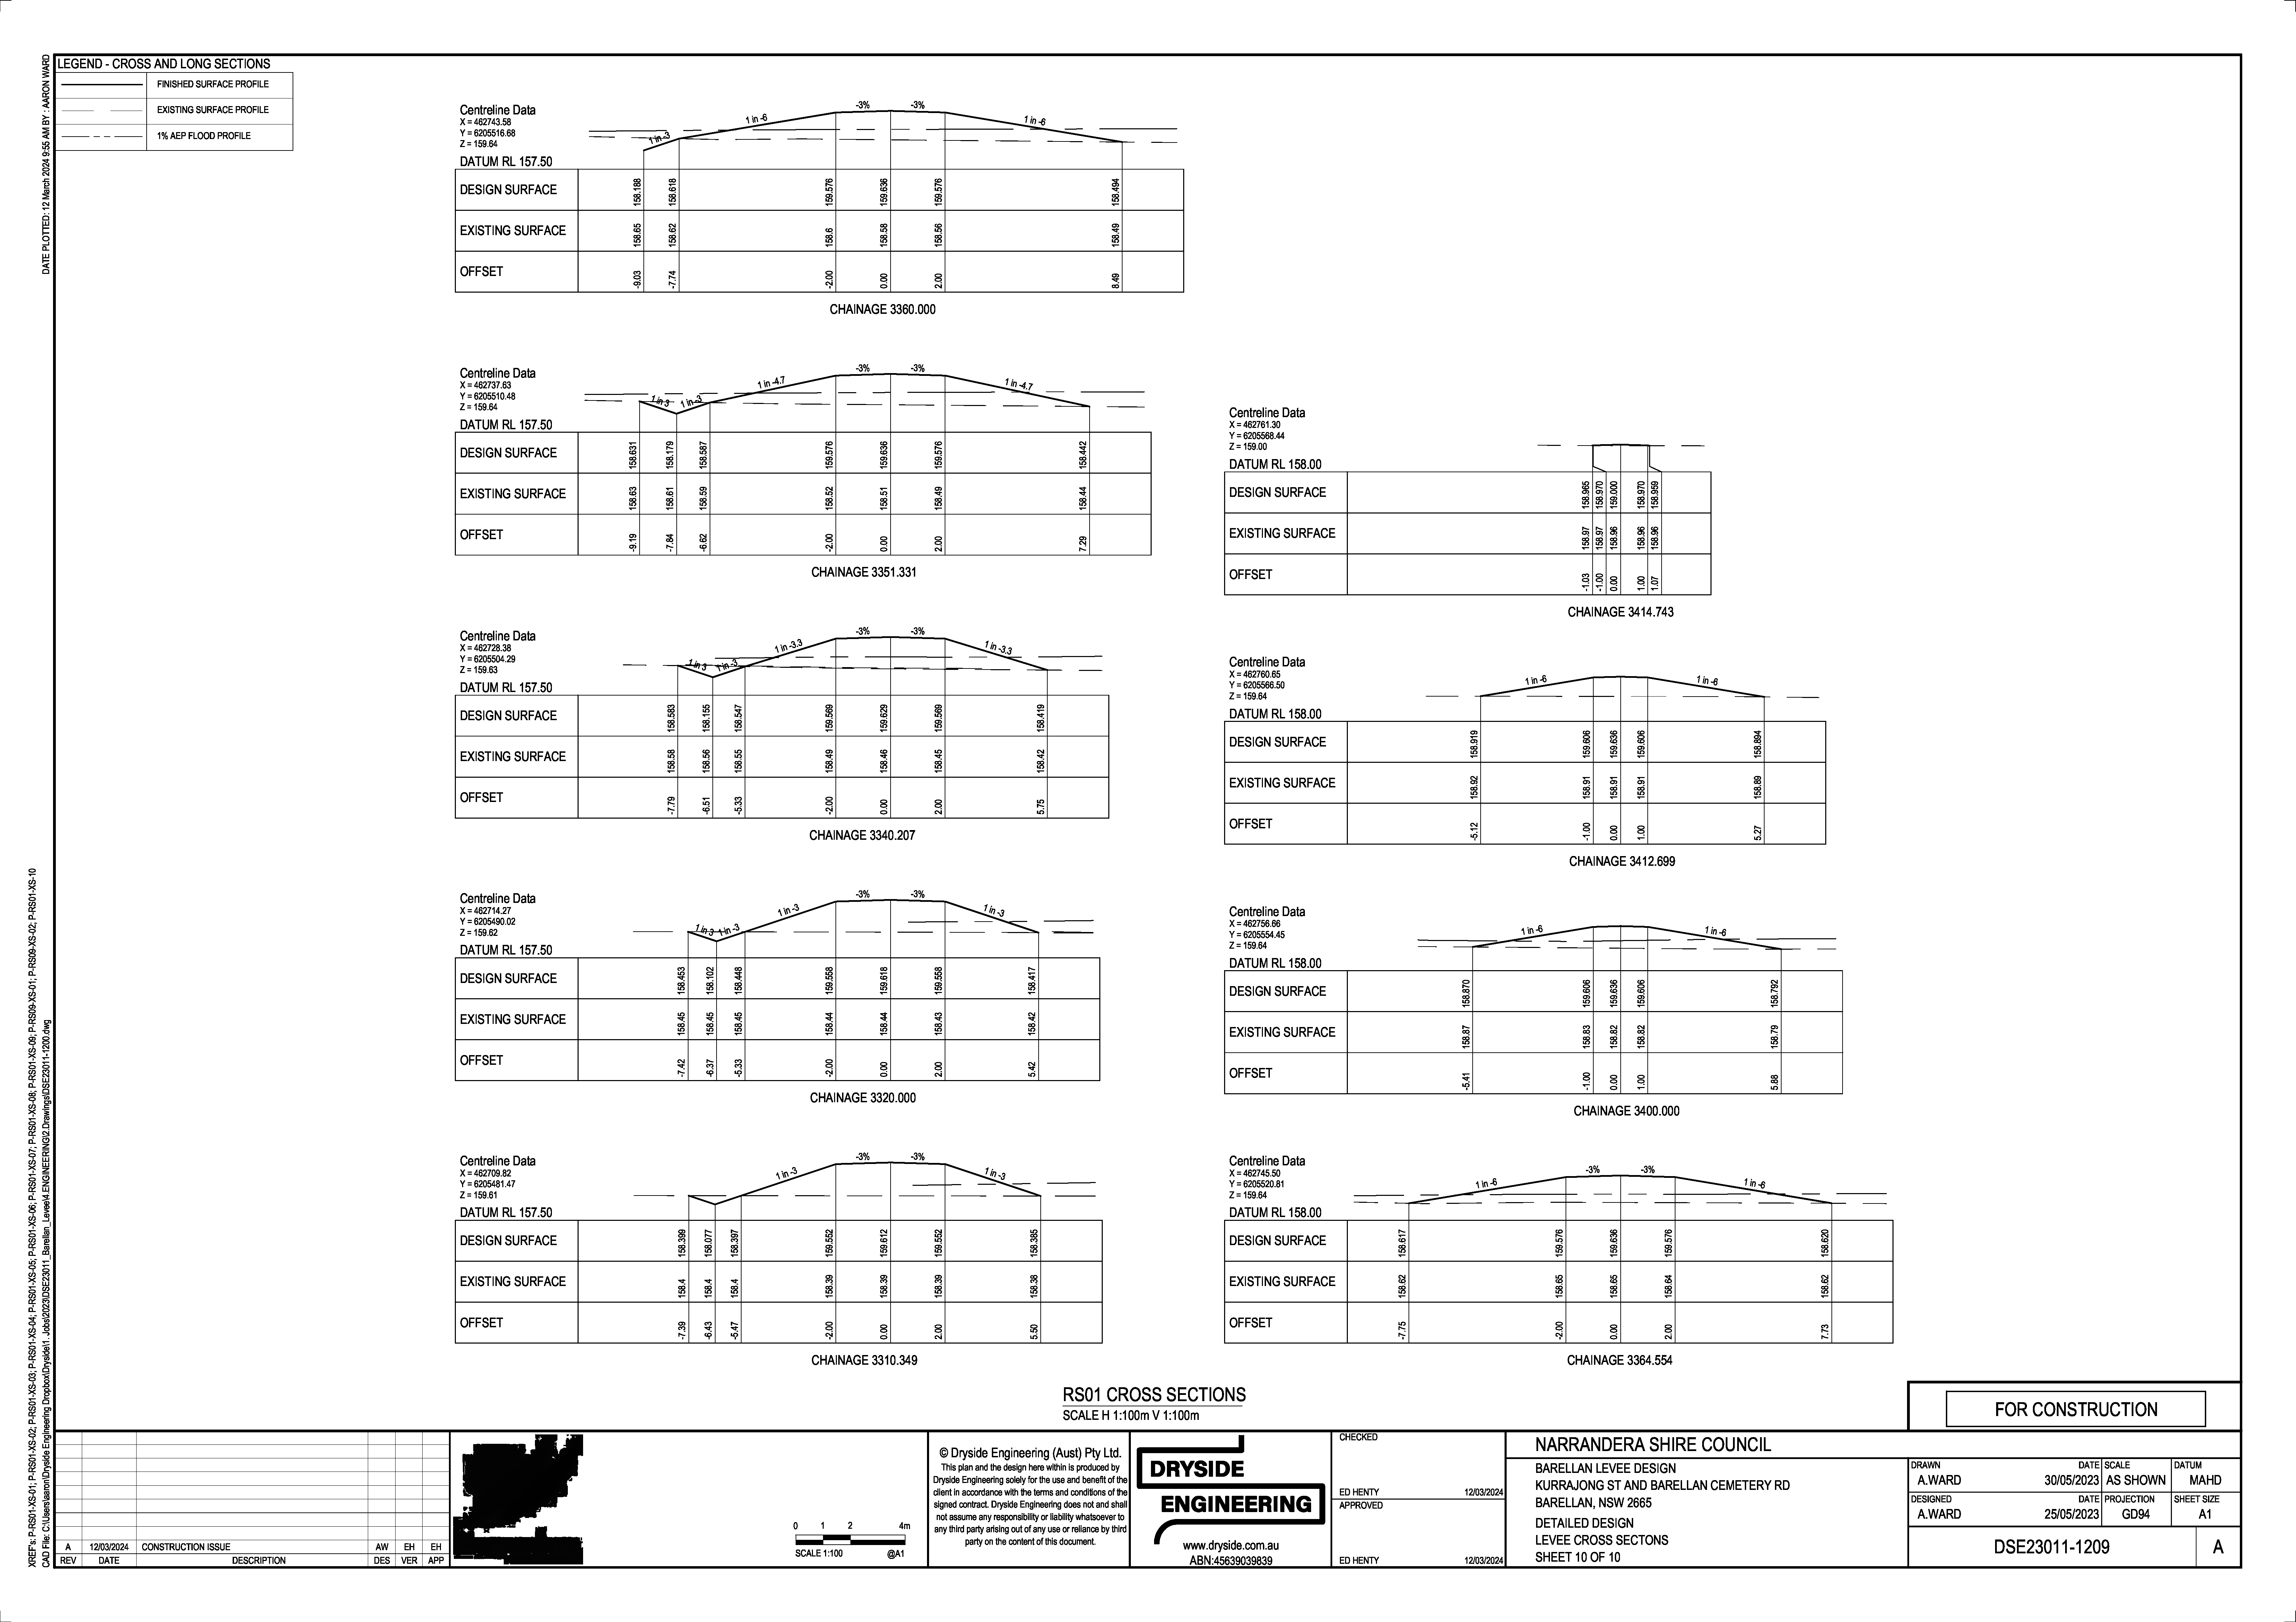 LEGEND - CROSS AND LONG SECTIONS
FINISHED SURFACE PROFILE
EXISTING SURFACE PROFILE
1% AEP FLOOD PROFILE
DATE PLOTTED: 12 March 2024 9:55 AM BY : AARON WARD
XREF's: P-RS01-XS-01; P-RS01-XS-02; P-RS01-XS-03; P-RS01-XS-04; P-RS01-XS-05; P-RS01-XS-06; P-RS01-XS-07; P-RS01-XS-08; P-RS01-XS-09; P-RS09-XS-01; P-RS09-XS-02; P-RS01-XS-10
CAD File: C:\Users\aaron\Dryside Engineering Dropbox\Dryside\1. Jobs\2023\DSE23011_Barellan_Levee\4.ENGINEERING\2.Drawings\DSE23011-1200.dwg
Centreline Data
X = 462743.58
Y = 6205516.68
Z = 159.64
DATUM RL 157.50
1 in -3
1 in -6
-3%
-3%
1 in -6
DESIGN SURFACE 158.188 158.618 159.576 159.636 159.576 158.494
EXISTING SURFACE 158.65 158.62 158.6 158.58 158.56 158.49
OFFSET -9.03 -7.74 -2.00 0.00 2.00 8.49
CHAINAGE 3360.000
Centreline Data
X = 462737.63
Y = 6205510.48
Z = 159.64
DATUM RL 157.50
1 in 3
1 in -3
1 in -4.7
-3%
-3%
1 in -4.7
DESIGN SURFACE 158.631 158.179 158.587 159.576 159.636 159.576 158.442
EXISTING SURFACE 158.63 158.61 158.59 158.52 158.51 158.49 158.44
OFFSET -9.19 -7.84 -6.62 -2.00 0.00 2.00 7.29
CHAINAGE 3351.331
Centreline Data
X = 462728.38
Y = 6205504.29
Z = 159.63
DATUM RL 157.50
1 in 3
1 in -3
1 in -3.3
-3%
-3%
1 in -3.3
DESIGN SURFACE 158.583 158.155 158.547 159.569 159.629 159.569 158.419
EXISTING SURFACE 158.58 158.56 158.55 158.49 158.46 158.45 158.42
OFFSET -7.79 -6.51 -5.33 -2.00 0.00 2.00 5.75
CHAINAGE 3340.207
Centreline Data
X = 462714.27
Y = 6205490.02
Z = 159.62
DATUM RL 157.50
1 in 3
1 in -3
1 in -3
-3%
-3%
1 in -3
DESIGN SURFACE 158.453 158.102 158.448 159.558 159.618 159.558 158.417
EXISTING SURFACE 158.45 158.45 158.45 158.44 158.44 158.43 158.42
OFFSET -7.42 -6.37 -5.33 -2.00 0.00 2.00 5.42
CHAINAGE 3320.000
Centreline Data
X = 462709.82
Y = 6205481.47
Z = 159.61
DATUM RL 157.50
1 in -3
-3%
-3%
1 in -3
DESIGN SURFACE 158.399 158.077 158.397 159.552 159.612 159.552 158.385
EXISTING SURFACE 158.4 158.4 158.4 158.39 158.39 158.39 158.38
OFFSET -7.39 -6.43 -5.47 -2.00 0.00 2.00 5.50
CHAINAGE 3310.349
Centreline Data
X = 462761.30
Y = 6205568.44
Z = 159.00
DATUM RL 158.00
DESIGN SURFACE 158.965 158.970 159.000 158.970 158.959
EXISTING SURFACE 158.97 158.97 158.96 158.96 158.96
OFFSET -1.03 -1.00 0.00 1.00 1.07
CHAINAGE 3414.743
Centreline Data
X = 462760.65
Y = 6205566.50
Z = 159.64
DATUM RL 158.00
1 in -6
1 in -6
DESIGN SURFACE 158.919 159.606 159.636 159.606 158.894
EXISTING SURFACE 158.92 158.91 158.91 158.91 158.89
OFFSET -5.12 -1.00 0.00 1.00 5.27
CHAINAGE 3412.699
Centreline Data
X = 462756.66
Y = 6205554.45
Z = 159.64
DATUM RL 158.00
1 in -6
1 in -6
DESIGN SURFACE 158.870 159.606 159.636 159.606 158.792
EXISTING SURFACE 158.87 158.83 158.82 158.82 158.79
OFFSET -5.41 -1.00 0.00 1.00 5.88
CHAINAGE 3400.000
Centreline Data
X = 462745.50
Y = 6205520.81
Z = 159.64
DATUM RL 158.00
1 in -6
-3%
-3%
1 in -6
DESIGN SURFACE 158.617 159.576 159.636 159.576 158.620
EXISTING SURFACE 158.62 158.65 158.65 158.64 158.62
OFFSET -7.75 -2.00 0.00 2.00 7.73
CHAINAGE 3364.554
RS01 CROSS SECTIONS
SCALE H 1:100m V 1:100m
FOR CONSTRUCTION
A 12/03/2024 CONSTRUCTION ISSUE AW EH EH
REV DATE DESCRIPTION DES VER APP
0 1 2 4m
SCALE 1:100 @A1
© Dryside Engineering (Aust) Pty Ltd.
This plan and the design here within is produced by
Dryside Engineering solely for the use and benefit of the
client in accordance with the terms and conditions of the
signed contract. Dryside Engineering does not and shall
not assume any responsibility or liability whatsoever to
any third party arising out of any use or reliance by third
party on the content of this document.
DRYSIDE
ENGINEERING
www.dryside.com.au
ABN:45639039839
CHECKED
ED HENTY 12/03/2024
APPROVED
ED HENTY 12/03/2024
NARRANDERA SHIRE COUNCIL
BARELLAN LEVEE DESIGN
KURRAJONG ST AND BARELLAN CEMETERY RD
BARELLAN, NSW 2665
DETAILED DESIGN
LEVEE CROSS SECTONS
SHEET 10 OF 10
DRAWN DATE SCALE DATUM
A.WARD 30/05/2023 AS SHOWN MAHD
DESIGNED DATE PROJECTION SHEET SIZE
A.WARD 25/05/2023 GD94 A1
DSE23011-1209 A